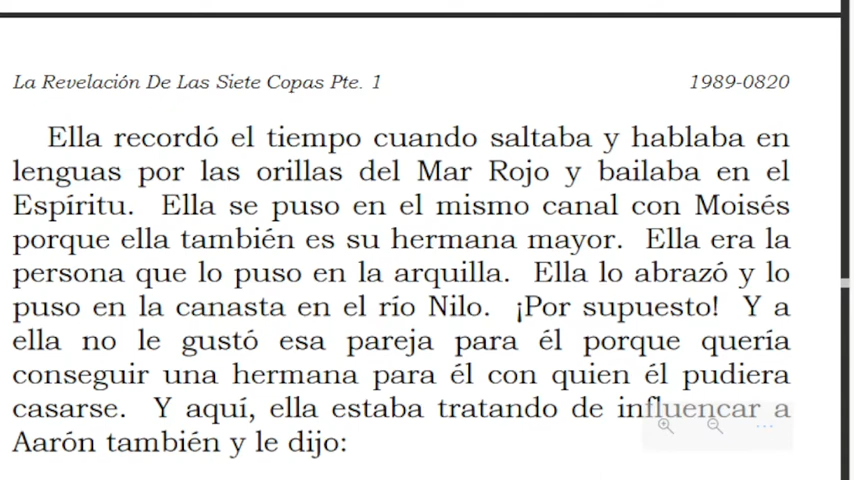 La Revelación De Las Siete Copas Pte. 1 1989-0820
Ella recordó el tiempo cuando saltaba y hablaba en
lenguas por las orillas del Mar Rojo y bailaba en el
Espíritu. Ella se puso en el mismo canal con Moisés
porque ella también es su hermana mayor. Ella era la
persona que lo puso en la arquilla. Ella lo abrazó y lo
puso en la canasta en el río Nilo. ¡Por supuesto! Y a
ella no le gustó esa pareja para él porque quería
conseguir una hermana para él con quien él pudiera
casarse. Y aquí, ella estaba tratando de influencar a
Aarón también y le dijo: